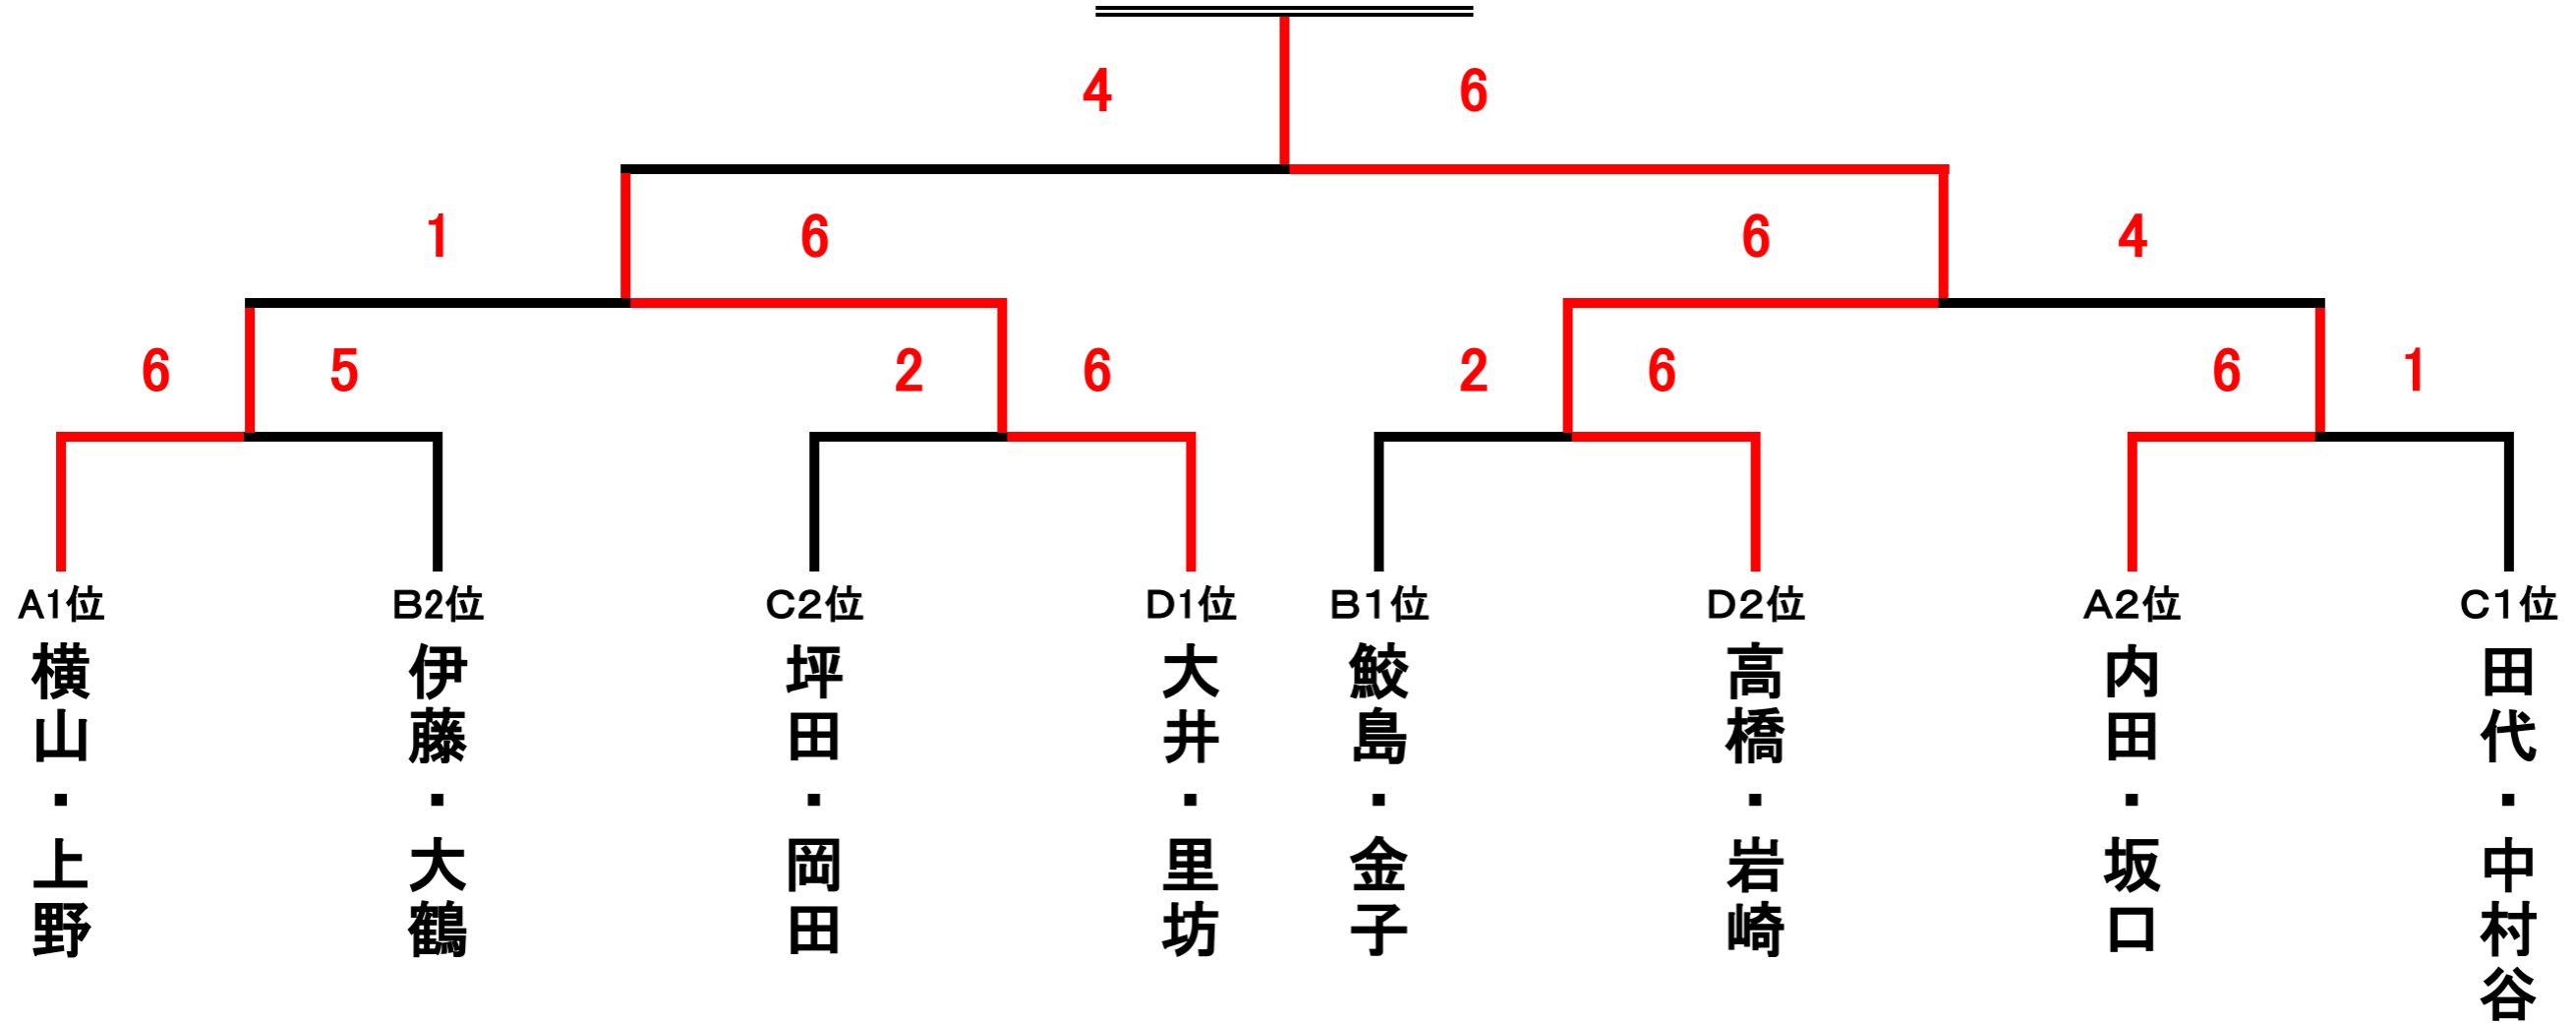 4 6
1 6 6 4
6 5 2 6 2 6 6 1
A1位 B2位 C2位 D1位 B1位 D2位 A2位 C1位
横山・上野
伊藤・大鶴
坪田・岡田
大井・里坊
鮫島・金子
高橋・岩崎
内田・坂口
田代・中村谷